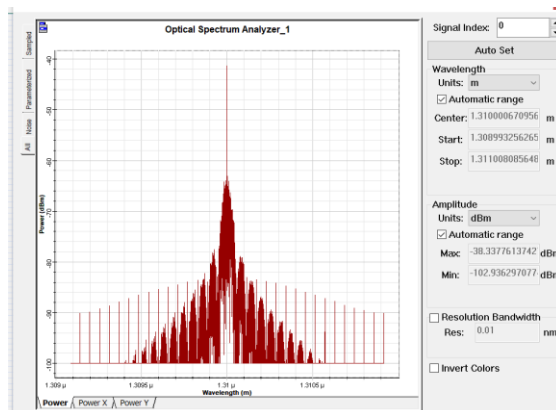 Optical Spectrum Analyzer_1
Sampled
Parameterized
Noise
All
Power (dBm)
-40
-50
-60
-70
-80
-90
-100
1.309 µ
1.3095 µ
1.31 µ
1.3105 µ
Wavelength (m)
Power
Power X
Power Y
Signal Index: 0
Auto Set
Wavelength
Units: m
Automatic range
Center: 1.310000670956 m
Start: 1.308993256265 m
Stop: 1.311008085648 m
Amplitude
Units: dBm
Automatic range
Max: -38.3377613742 dBm
Min: -102.936297077 dBm
Resolution Bandwidth
Res: 0.01 nm
Invert Colors